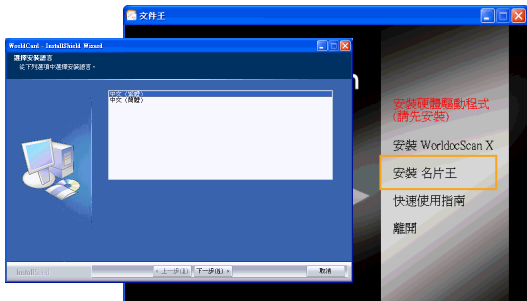 文件王
WorldCard - InstallShield Wizard
選擇安裝語言
從下列選項中選擇安裝語言。
中文 (繁體)
中文 (簡體)
InstallShield
< 上一步(B)
下一步(N) >
取消
安裝硬體驅動程式
(請先安裝)
安裝 WorldocScan X
安裝 名片王
快速使用指南
離開